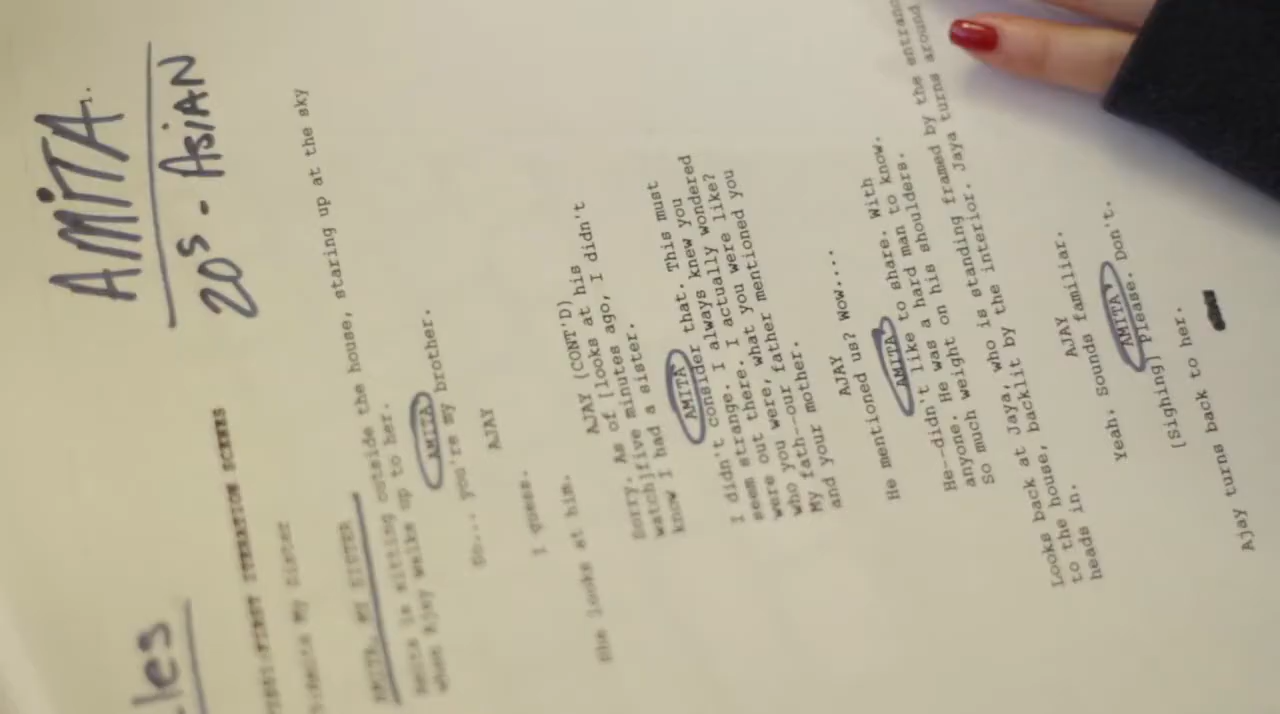 AMITA.
20s - ASIAN
les
FIRST ITERATION SCENES
Amita My Sister
AMITA, MY SISTER
Amita is sitting outside the house, staring up at the sky
when Ajay walks up to her.
AMITA
So... you're my brother.
AJAY
I guess.
She looks at him.
AJAY (CONT'D)
Sorry. As of [looks at his
watch]five minutes ago, I didn't
know I had a sister.
AMITA
I didn't consider that. This must
seem strange. I always knew you
were out there. I actually wondered
who you were, what you were like?
My fath--our father mentioned you
and your mother.
AJAY
He mentioned us? Wow....
AMITA
He--didn't like to share. With
anyone. He was a hard man to know.
So much weight on his shoulders.
Looks back at Jaya, who is standing framed by the
to the house, backlit by the interior. Jaya turns around
heads in.
AJAY
Yeah. Sounds familiar.
AMITA
[Sighing] Please. Don't.
Ajay turns back to her.